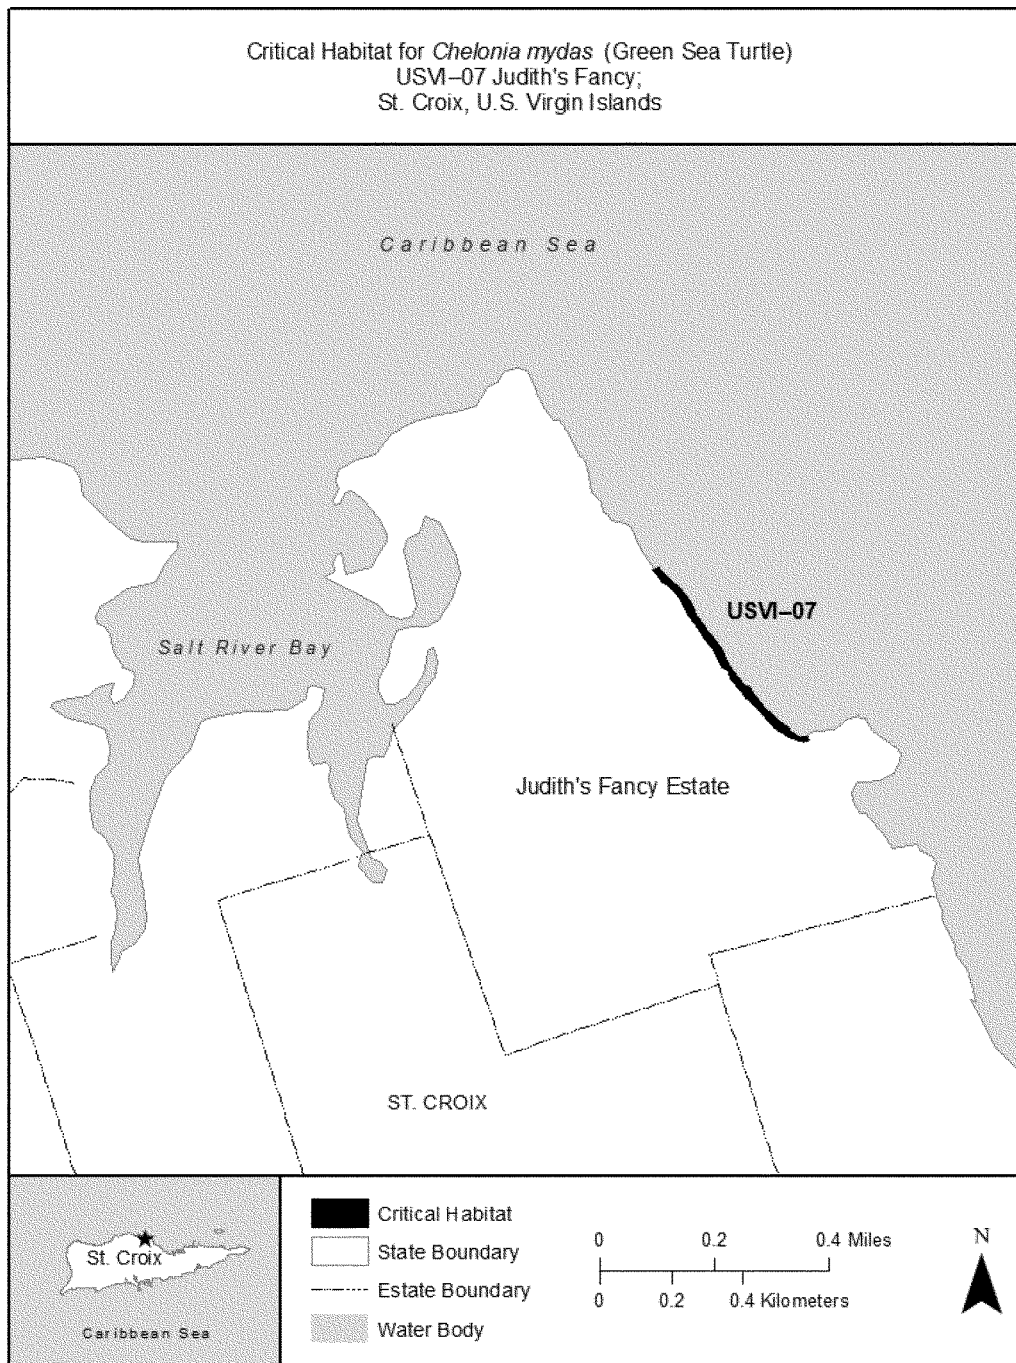 Critical Habitat for Chelonia mydas (Green Sea Turtle)
USVI–07 Judith's Fancy;
St. Croix, U.S. Virgin Islands
Caribbean Sea
USVI–07
Salt River Bay
Judith's Fancy Estate
ST. CROIX
St. Croix
Caribbean Sea
Critical Habitat
State Boundary
Estate Boundary
Water Body
0 0.2 0.4 Miles
0 0.2 0.4 Kilometers
N